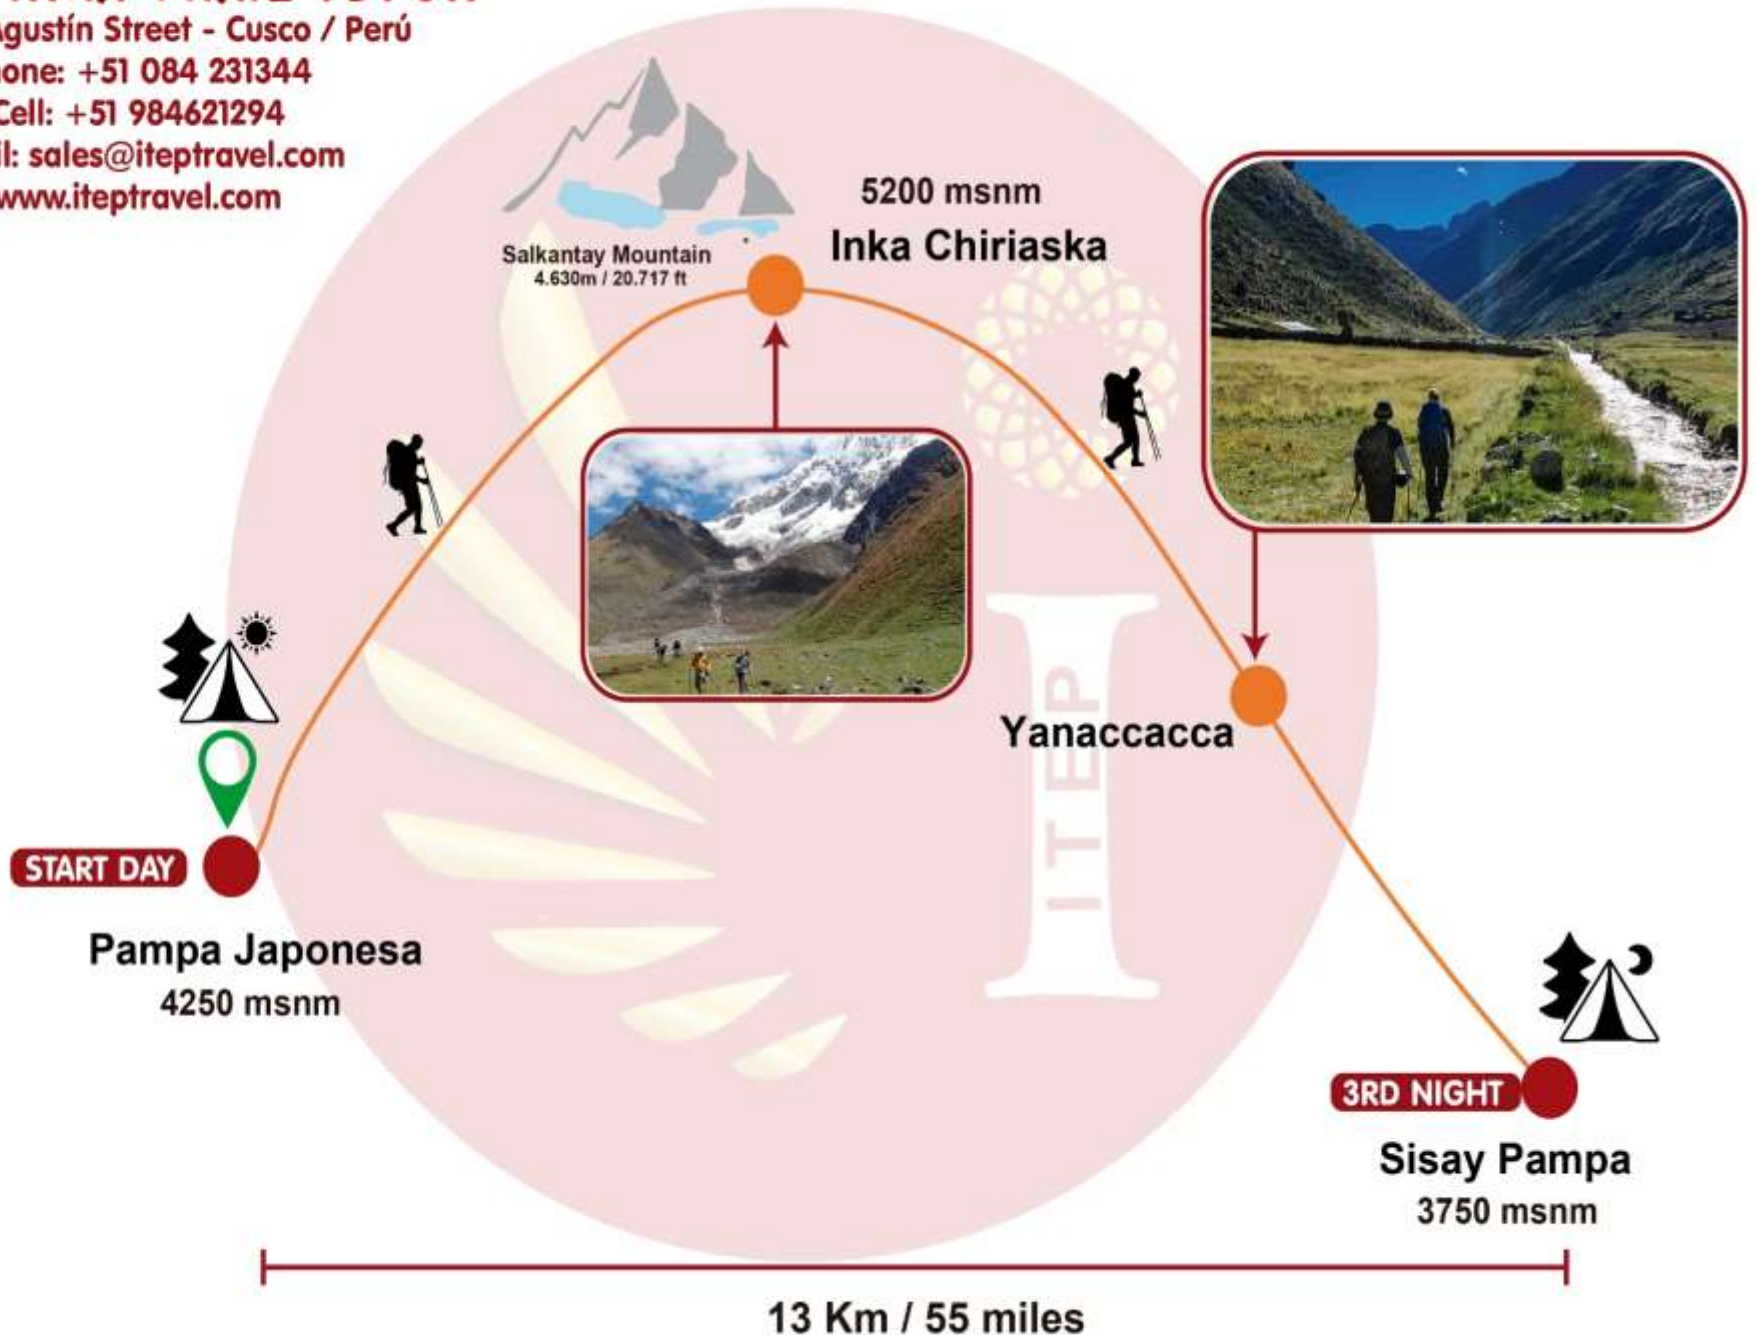 Agustín Street - Cusco / Perú
+51 084 231344
Cell: +51 984621294
sales@iteptravel.com
www.iteptravel.com
5200 msnm
Inka Chiriaska
Salkantay Mountain
4.630m / 20.717 ft
Yanaccacca
ITEP
START DAY
Pampa Japonesa
4250 msnm
3RD NIGHT
Sisay Pampa
3750 msnm
13 Km / 55 miles